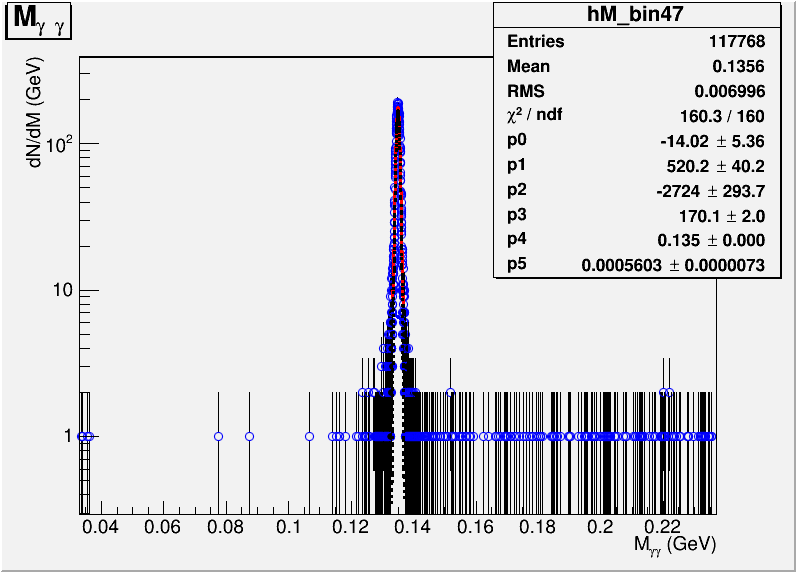 Mγ γ
hM_bin47
Entries 117768
Mean 0.1356
RMS 0.006996
χ² / ndf 160.3 / 160
p0 -14.02 ± 5.36
p1 520.2 ± 40.2
p2 -2724 ± 293.7
p3 170.1 ± 2.0
p4 0.135 ± 0.000
p5 0.0005603 ± 0.0000073
dN/dM (GeV)
10²
10
1
0.04 0.06 0.08 0.1 0.12 0.14 0.16 0.18 0.2 0.22
Mγγ (GeV)